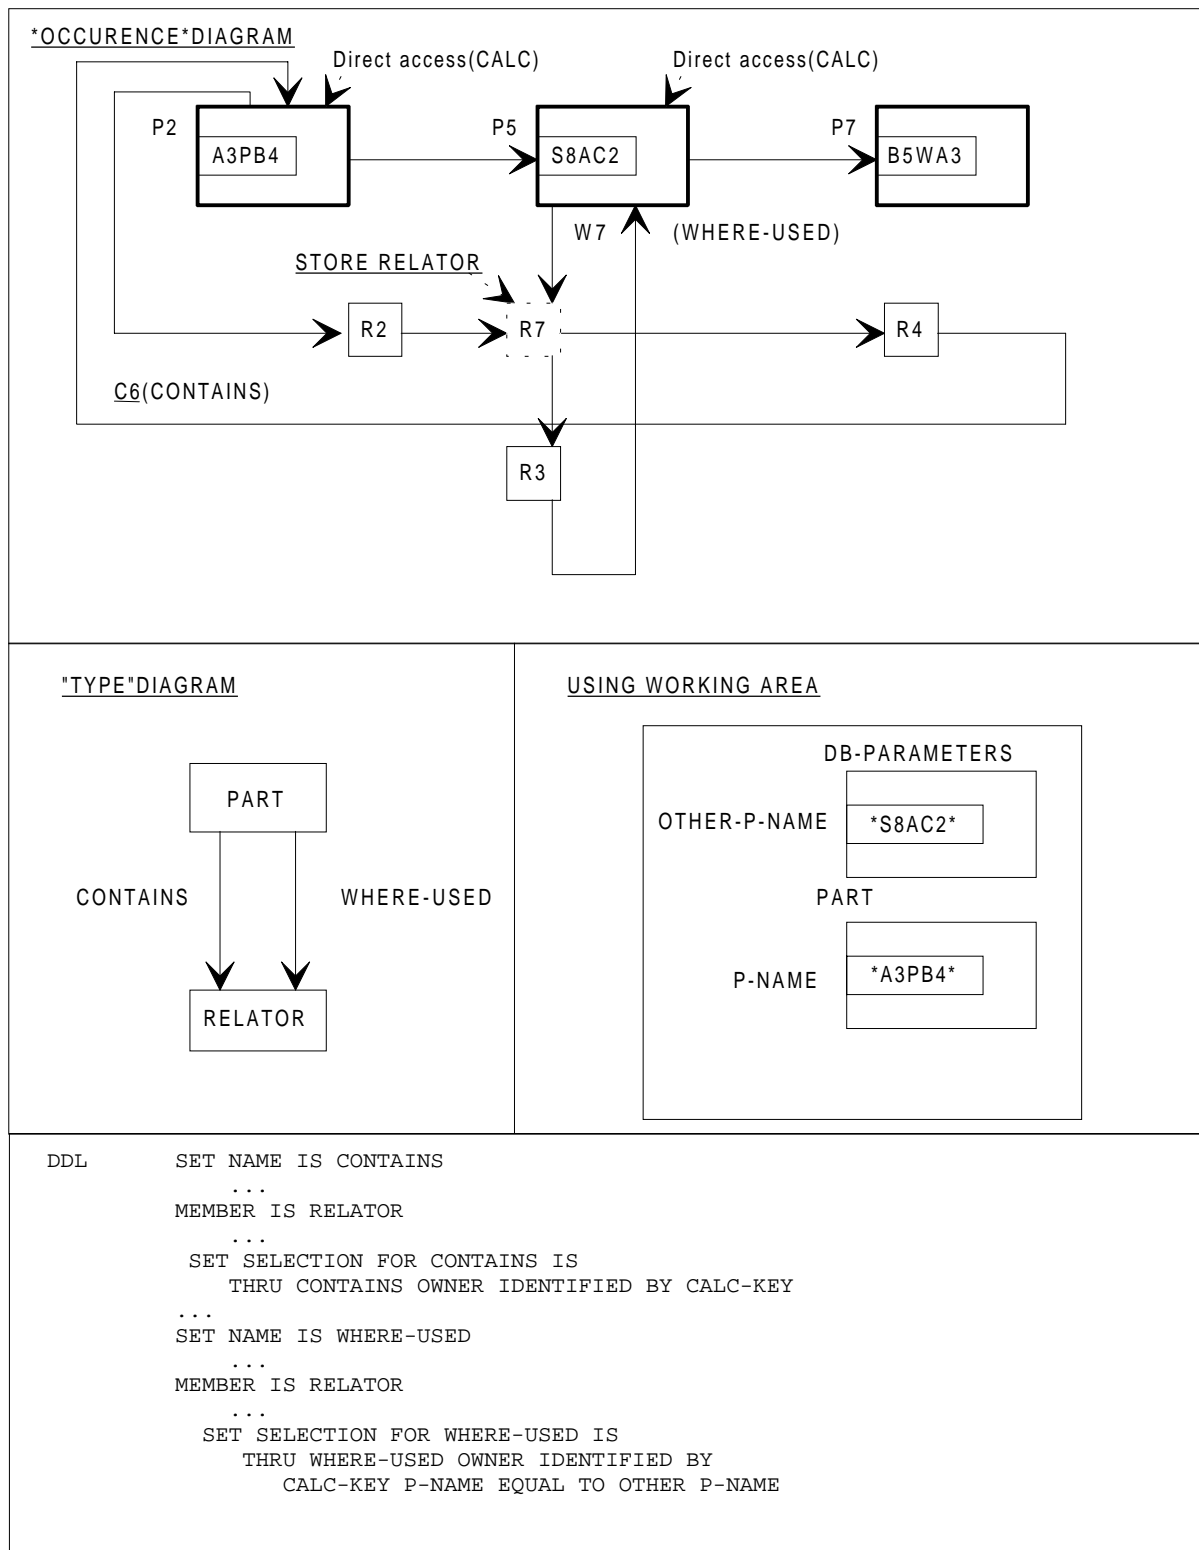 *OCCURENCE*DIAGRAM
Direct access(CALC)
Direct access(CALC)
P2
P5
P7
A3PB4
S8AC2
B5WA3
W7
(WHERE-USED)
STORE RELATOR
R2
R7
R4
C6(CONTAINS)
R3
"TYPE"DIAGRAM
PART
CONTAINS
WHERE-USED
RELATOR
USING WORKING AREA
DB-PARAMETERS
OTHER-P-NAME
*S8AC2*
PART
P-NAME
*A3PB4*
DDL SET NAME IS CONTAINS
...
MEMBER IS RELATOR
...
SET SELECTION FOR CONTAINS IS
THRU CONTAINS OWNER IDENTIFIED BY CALC-KEY
...
SET NAME IS WHERE-USED
...
MEMBER IS RELATOR
...
SET SELECTION FOR WHERE-USED IS
THRU WHERE-USED OWNER IDENTIFIED BY
CALC-KEY P-NAME EQUAL TO OTHER P-NAME